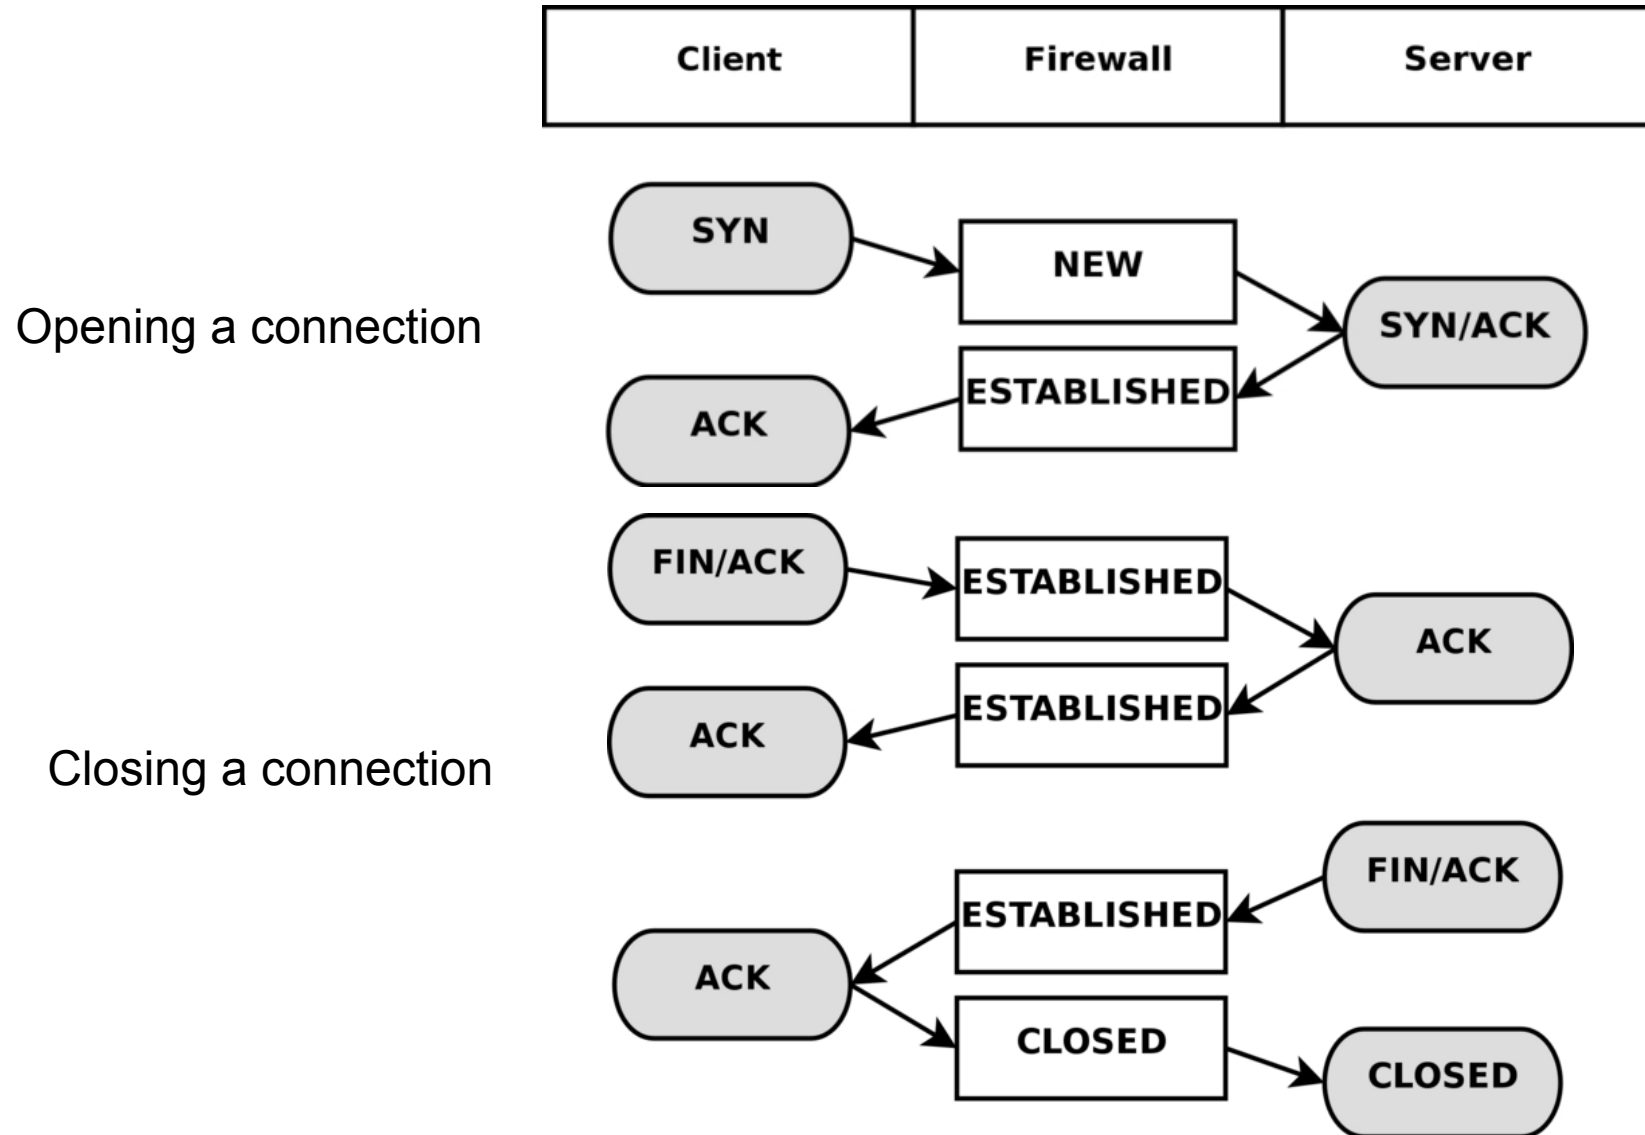 Client Firewall Server
SYN
NEW
SYN/ACK
Opening a connection
ESTABLISHED
ACK
FIN/ACK
ESTABLISHED
ACK
ESTABLISHED
ACK
Closing a connection
FIN/ACK
ESTABLISHED
ACK
CLOSED
CLOSED